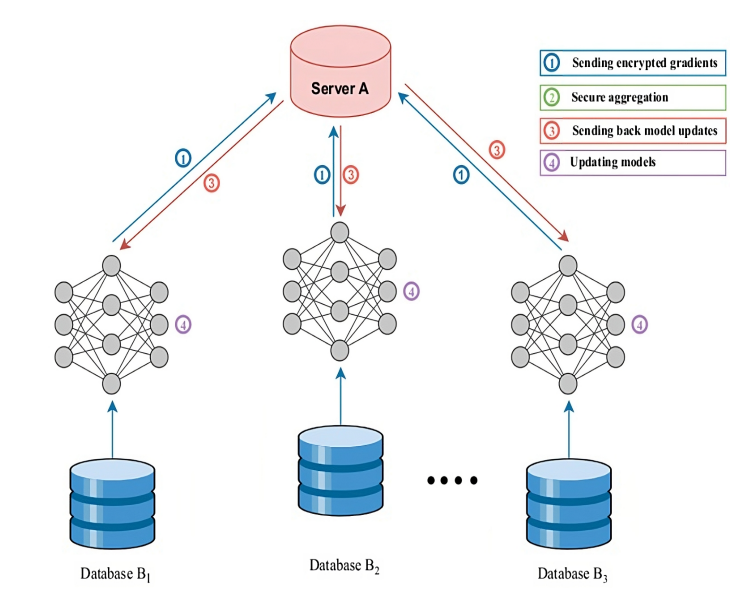 Server A
① Sending encrypted gradients
② Secure aggregation
③ Sending back model updates
④ Updating models
① ③
① ③
③ ①
④
④
④
Database B₁
Database B₂
Database B₃